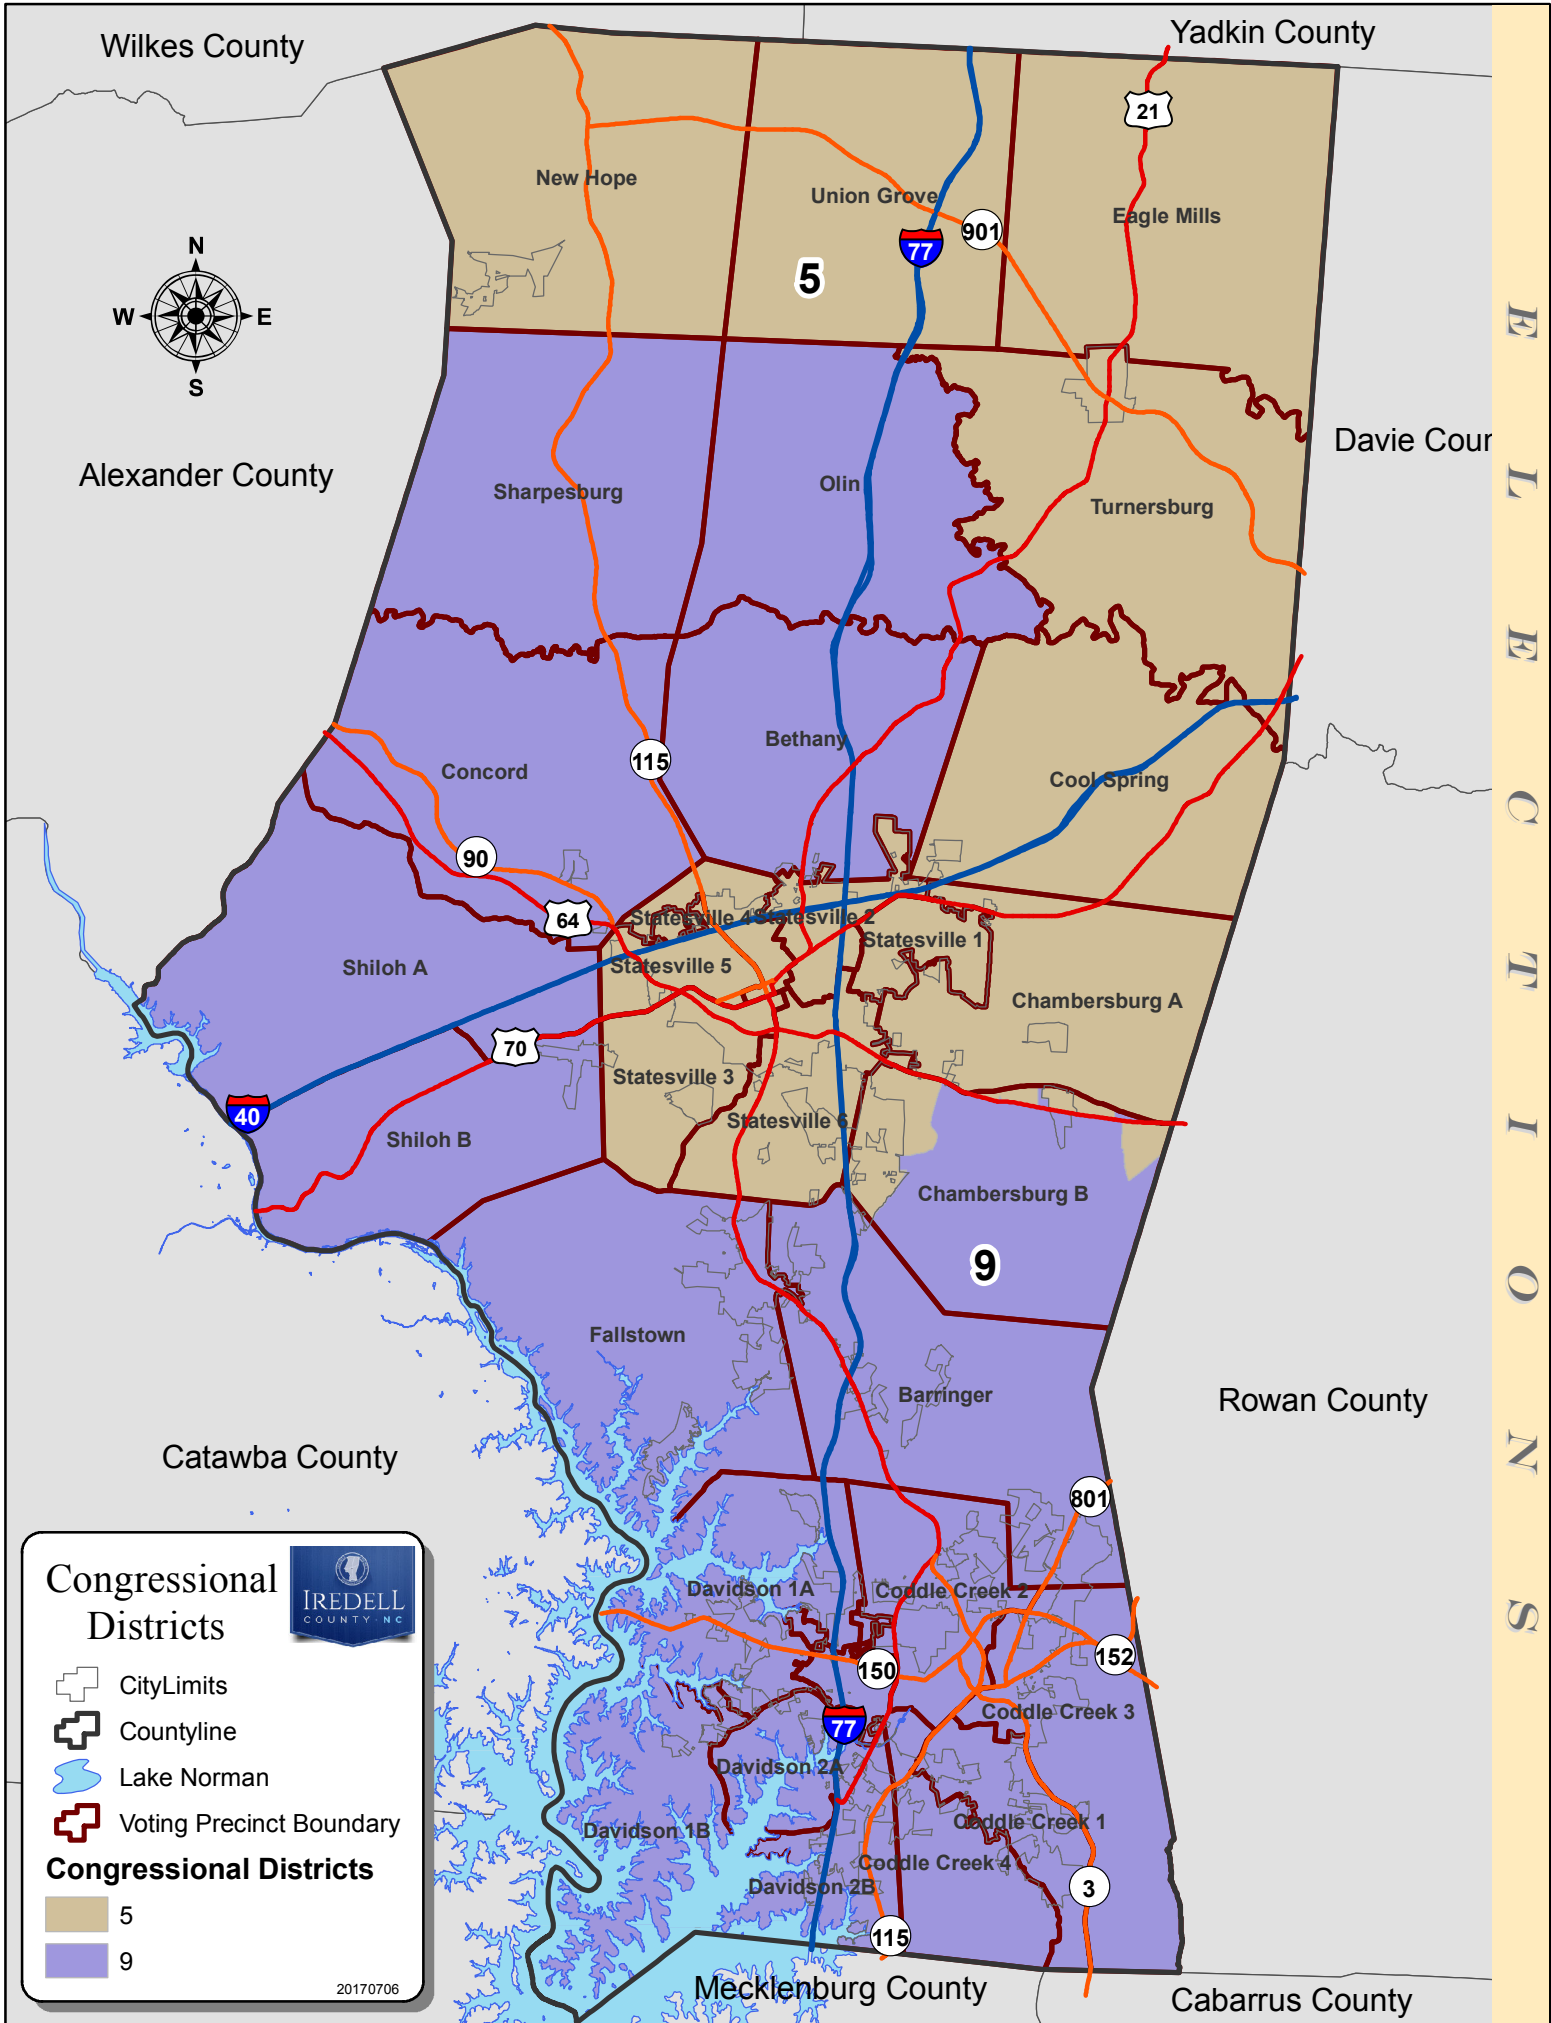 Wilkes County
Yadkin County
21
New Hope
Union Grove
Eagle Mills
901
77
5
N
W
E
S
Davie Cour
Alexander County
Sharpesburg
Olin
Turnersburg
Bethany
115
Concord
Cool Spring
90
64
Statesville 4
Statesville 2
Statesville 1
Shiloh A
Statesville 5
Chambersburg A
70
Statesville 3
40
Statesville 6
Shiloh B
Chambersburg B
9
Fallstown
Barringer
Rowan County
Catawba County
801
Davidson 1A
Coddle Creek 2
150
152
Coddle Creek 3
77
Davidson 2A
Davidson 1B
Coddle Creek 1
Coddle Creek 4
Davidson 2B
3
115
Mecklenburg County
Cabarrus County
Congressional
Districts
IREDELL
COUNTY NC
CityLimits
Countyline
Lake Norman
Voting Precinct Boundary
Congressional Districts
5
9
20170706
ELECTIONS